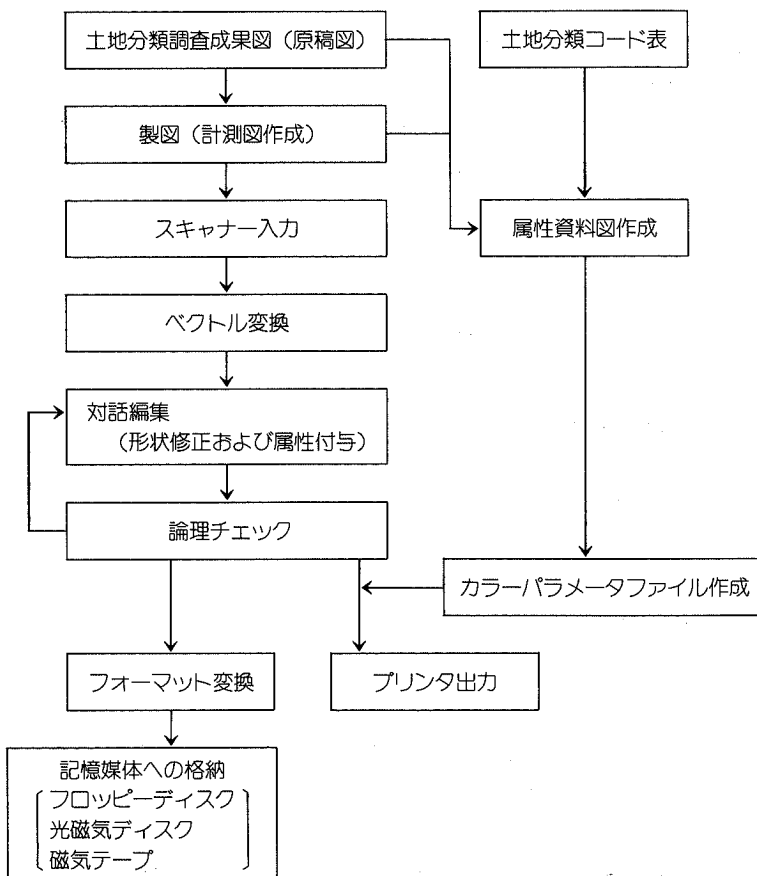 土地分類調査成果図（原稿図）
土地分類コード表
製図（計測図作成）
スキャナー入力
属性資料図作成
ベクトル変換
対話編集
（形状修正および属性付与）
論理チェック
カラーパラメータファイル作成
フォーマット変換
プリンタ出力
記憶媒体への格納
フロッピーディスク
光磁気ディスク
磁気テープ